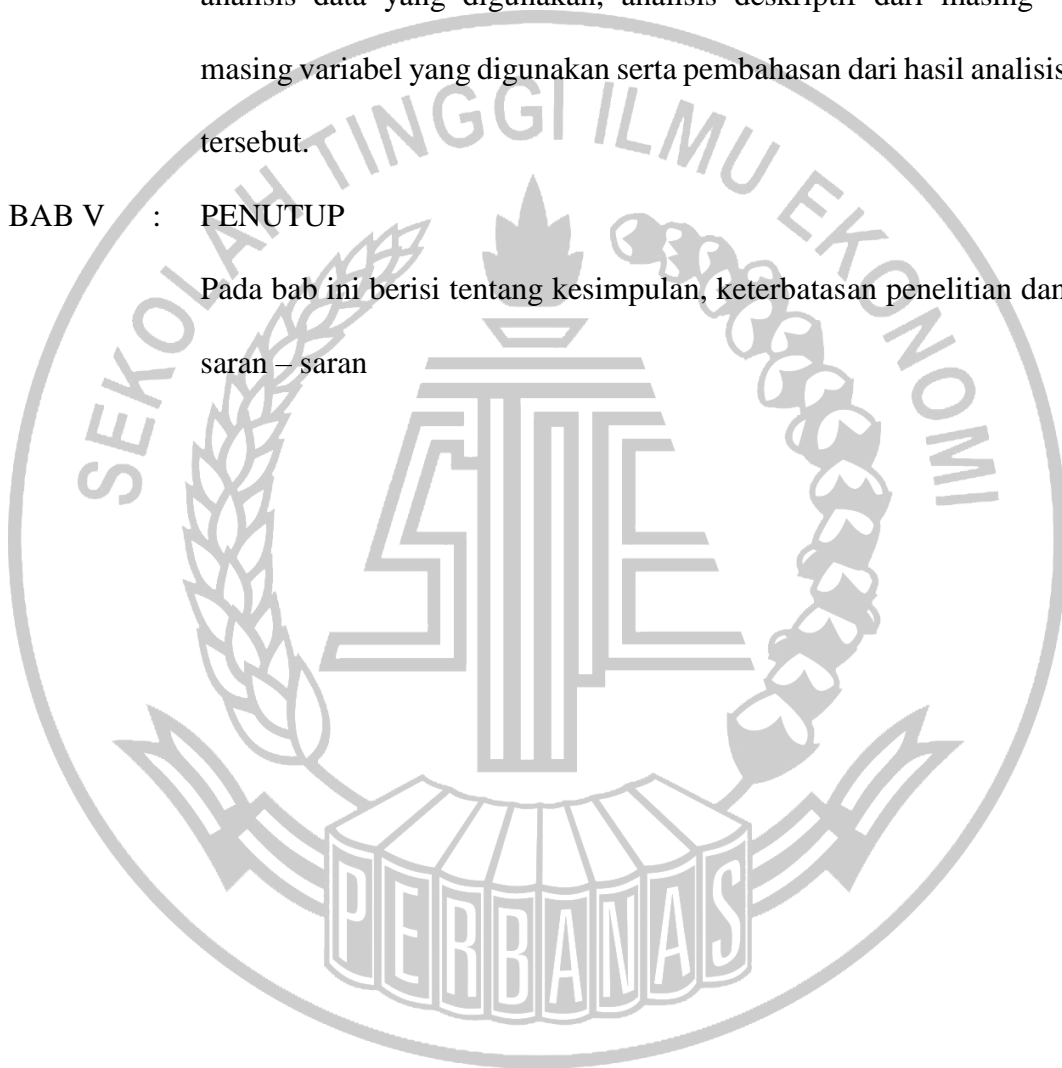 analisis data yang digunakan, analisis deskriptif dari masing –
masing variabel yang digunakan serta pembahasan dari hasil analisis
tersebut.
BAB V : PENUTUP
Pada bab ini berisi tentang kesimpulan, keterbatasan penelitian dan
saran – saran
SEKOLAH TINGGI ILMU EKONOMI
STIE
PERBANAS